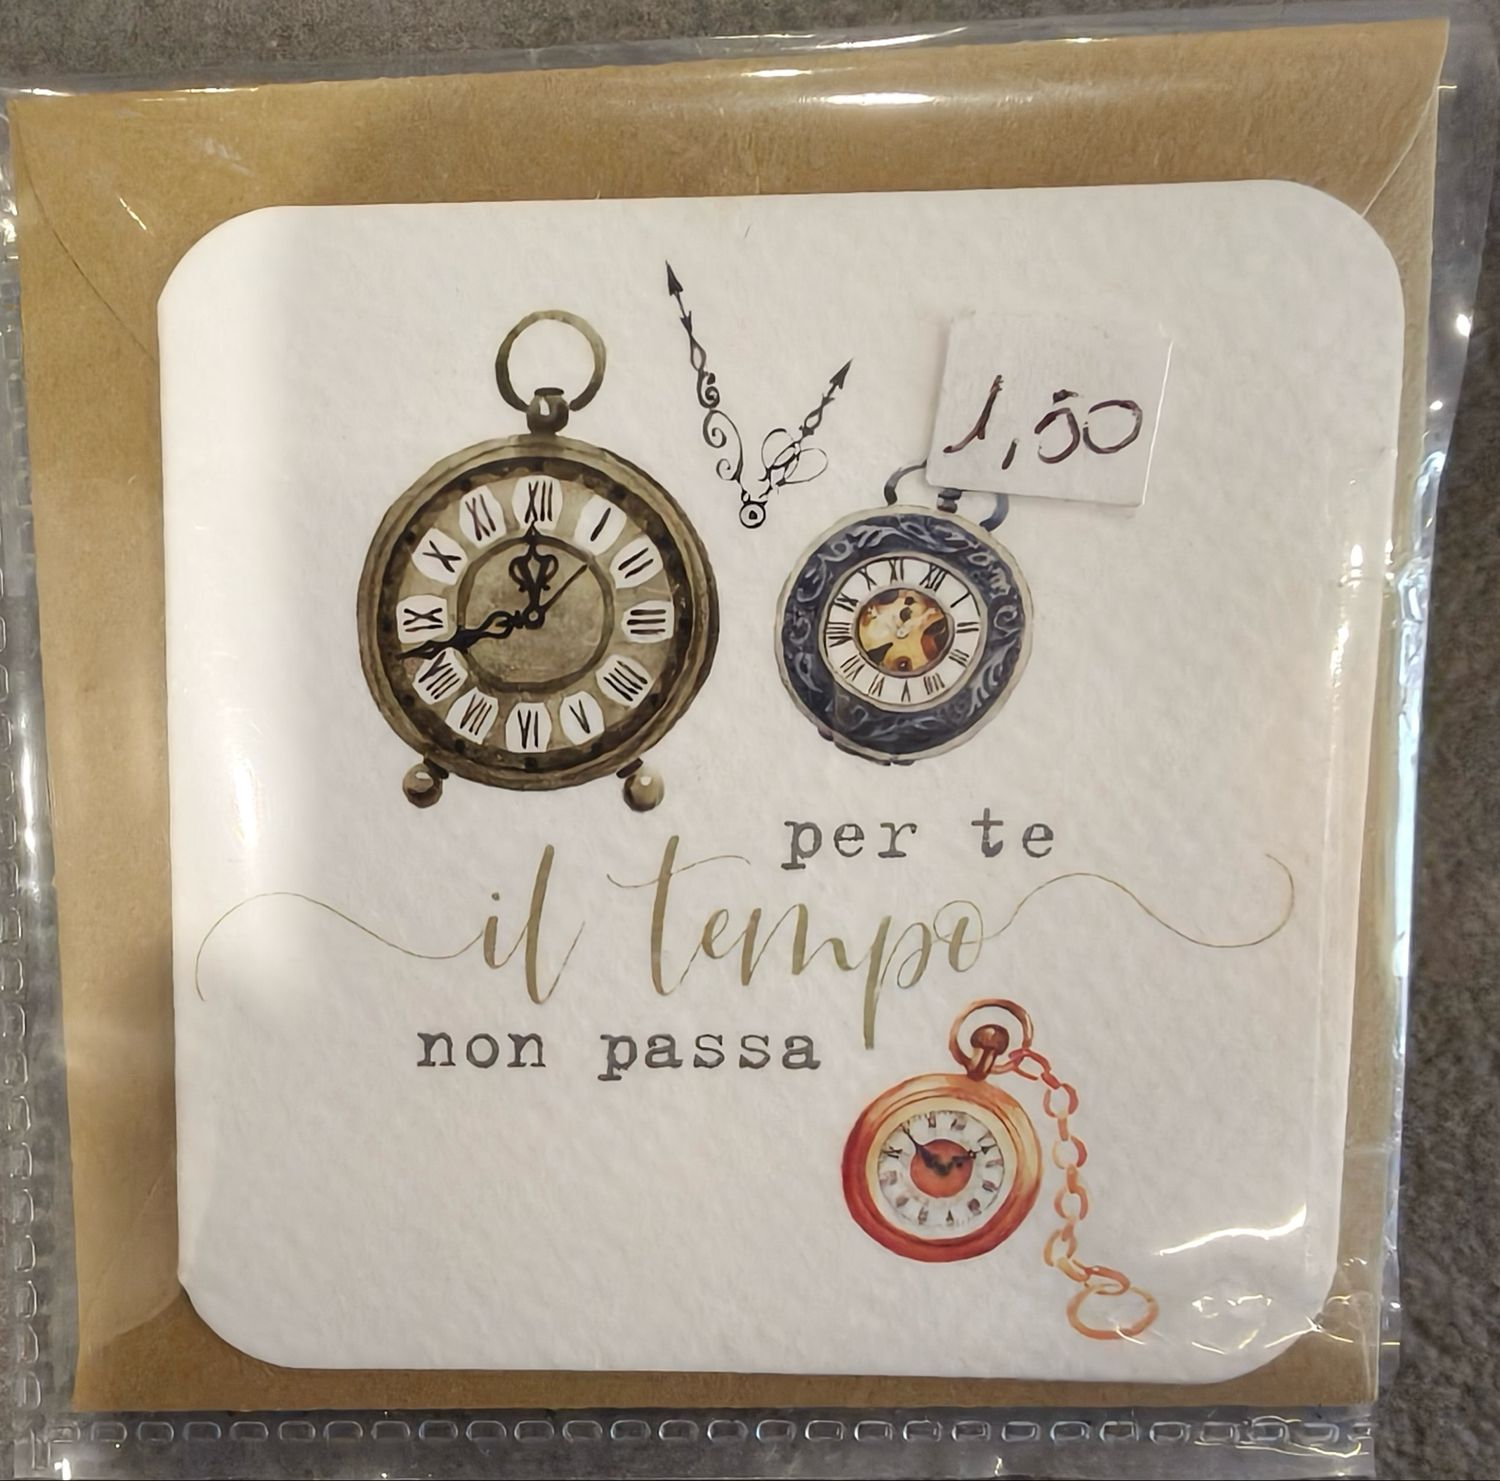 1,50
per te
il tempo
non passa